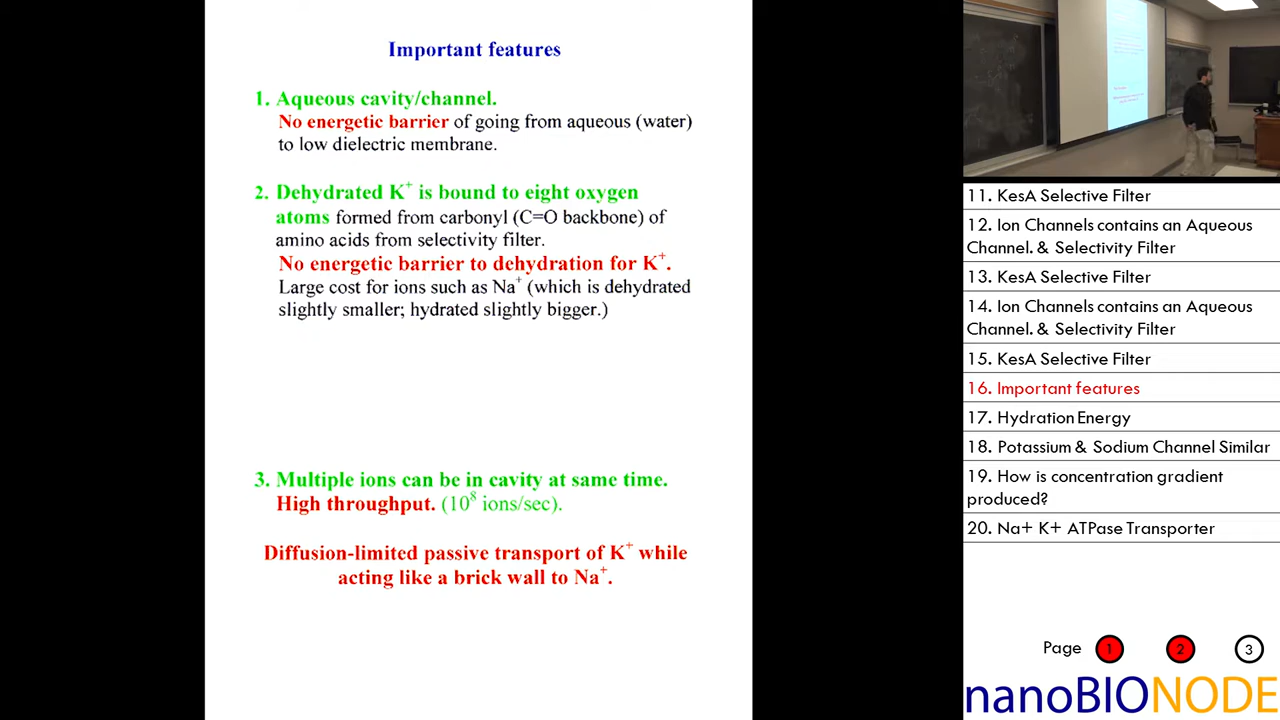 Important features
1. Aqueous cavity/channel.
No energetic barrier of going from aqueous (water)
to low dielectric membrane.
2. Dehydrated K⁺ is bound to eight oxygen
atoms formed from carbonyl (C=O backbone) of
amino acids from selectivity filter.
No energetic barrier to dehydration for K⁺.
Large cost for ions such as Na⁺ (which is dehydrated
slightly smaller; hydrated slightly bigger.)
3. Multiple ions can be in cavity at same time.
High throughput. (10⁸ ions/sec).
Diffusion-limited passive transport of K⁺ while
acting like a brick wall to Na⁺.
11. KesA Selective Filter
12. Ion Channels contains an Aqueous
Channel. & Selectivity Filter
13. KesA Selective Filter
14. Ion Channels contains an Aqueous
Channel. & Selectivity Filter
15. KesA Selective Filter
16. Important features
17. Hydration Energy
18. Potassium & Sodium Channel Similar
19. How is concentration gradient
produced?
20. Na+ K+ ATPase Transporter
Page 1 2 3
nanoBIONODE